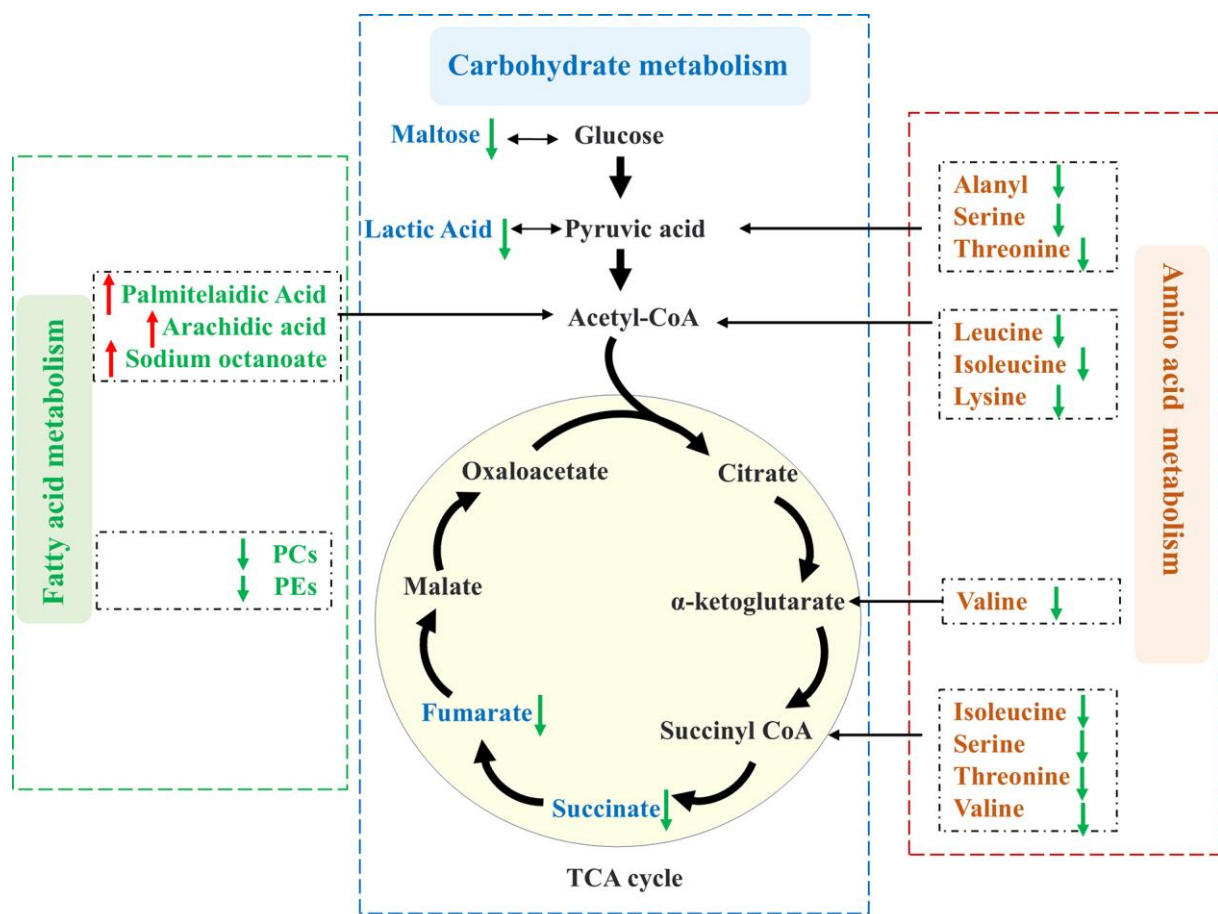 Carbohydrate metabolism
Maltose
Glucose
Lactic Acid
Pyruvic acid
Acetyl-CoA
Oxaloacetate
Citrate
Malate
α-ketoglutarate
Fumarate
Succinyl CoA
Succinate
TCA cycle
Fatty acid metabolism
Palmitelaidic Acid
Arachidic acid
Sodium octanoate
PCs
PEs
Amino acid metabolism
Alanyl
Serine
Threonine
Leucine
Isoleucine
Lysine
Valine
Isoleucine
Serine
Threonine
Valine